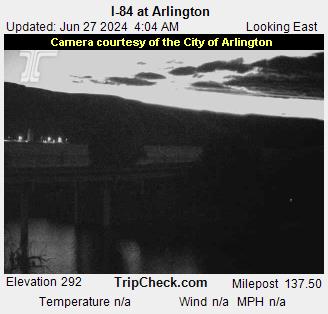 I-84 at Arlington
Updated: Jun 27 2024 4:04 AM Looking East
Camera courtesy of the City of Arlington
Elevation 292 TripCheck.com Milepost 137.50
Temperature n/a Wind n/a MPH n/a